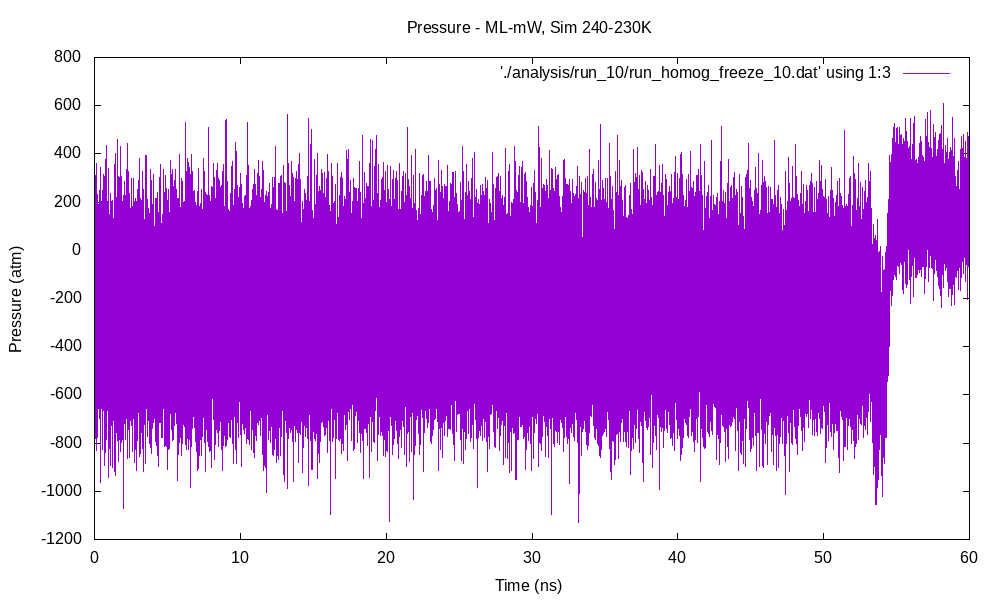 Pressure - ML-mW, Sim 240-230K
'./analysis/run_10/run_homog_freeze_10.dat' using 1:3
800
600
400
200
0
-200
-400
-600
-800
-1000
-1200
Pressure (atm)
0 10 20 30 40 50 60
Time (ns)